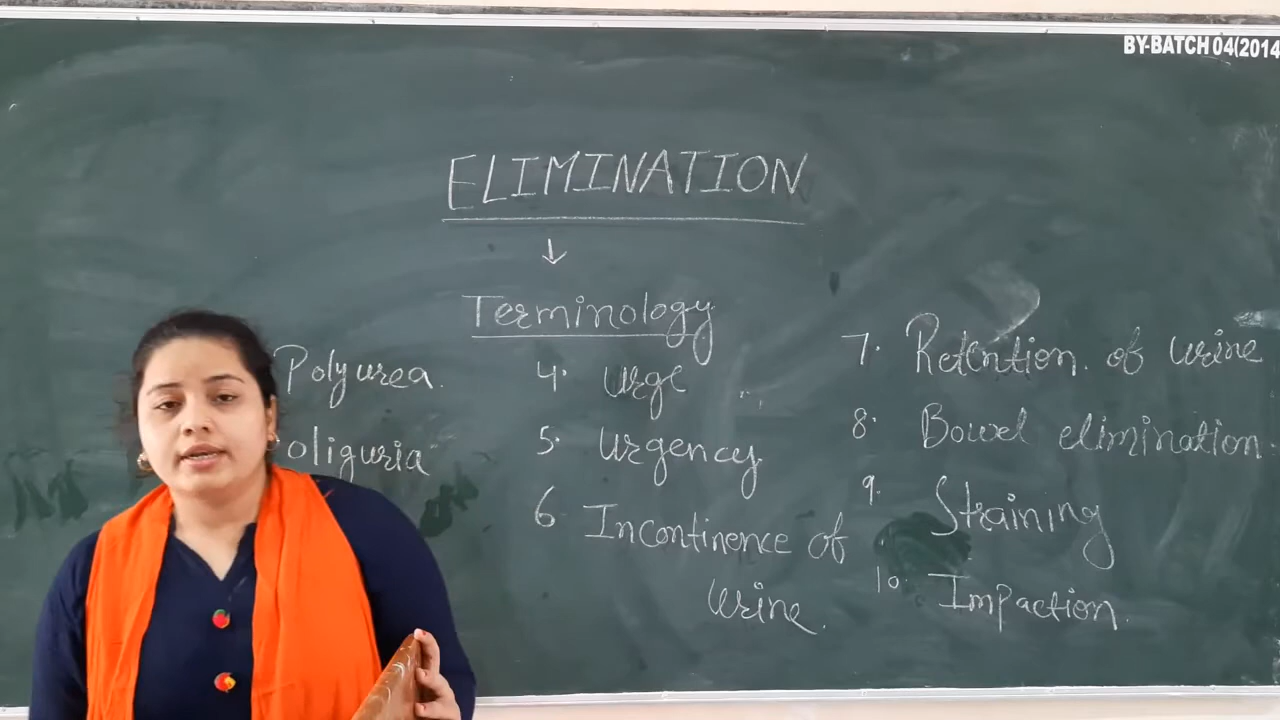 BY-BATCH 04(2014
ELIMINATION
Terminology
Polyurea.
oliguria
4. Urge
5. Urgency
6 Incontinence of
Urine.
7. Retention of Urine
8. Bowel elimination.
9. Straining
10. Impaction.